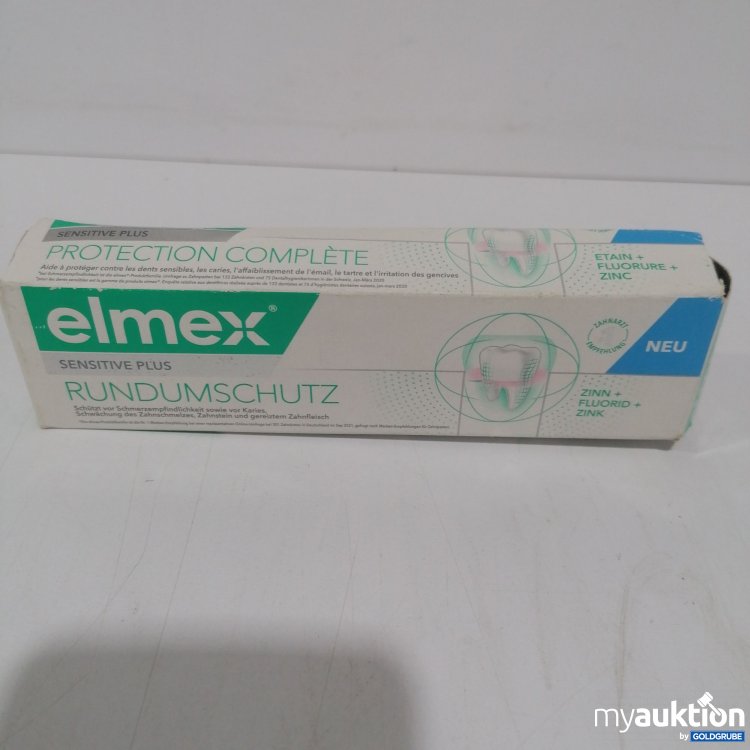 SENSITIVE PLUS
PROTECTION COMPLÈTE
Aide à protéger contre les dents sensibles, les caries, l'affaiblissement de l'émail, le tartre et l'irritation des gencives
ETAIN +
FLUORURE +
ZINC
elmex®
SENSITIVE PLUS
RUNDUMSCHUTZ
Schützt vor Schmerzempfindlichkeit sowie vor Karies,
Schwächung des Zahnschmelzes, Zahnstein und gereiztem Zahnfleisch
ZAHNARZT
EMPFEHLUNG
NEU
ZINN +
FLUORID +
ZINK
myauktion
by GOLDGRUBE